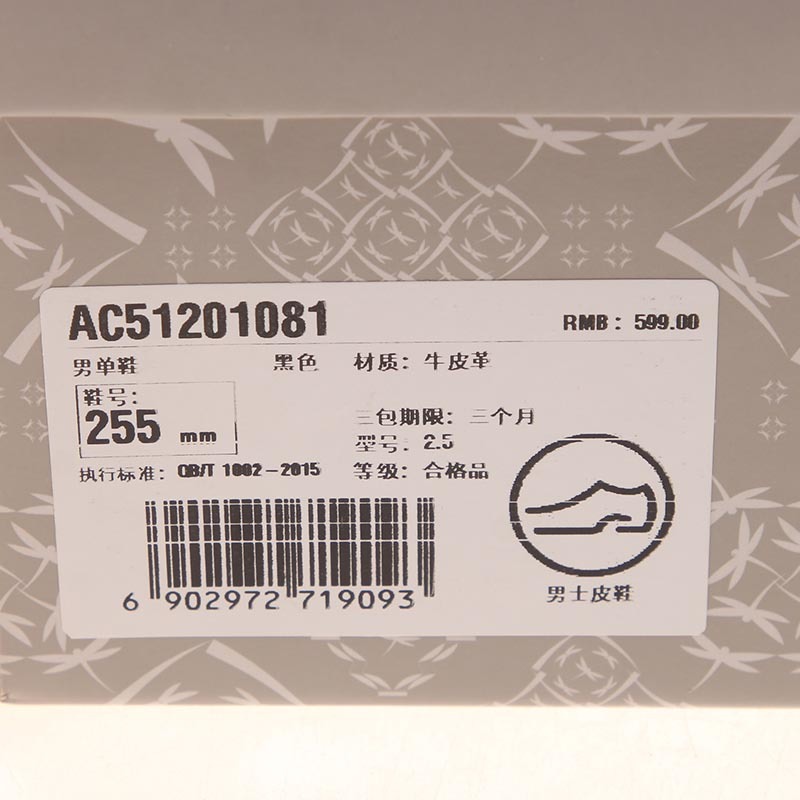 AC51201081
RMB: 599.00
男单鞋 黑色 材质: 牛皮革
鞋号:
255 mm
三包期限: 三个月
型号: 2.5
执行标准: QB/T 1002-2015 等级: 合格品
6 902972 719093
男士皮鞋